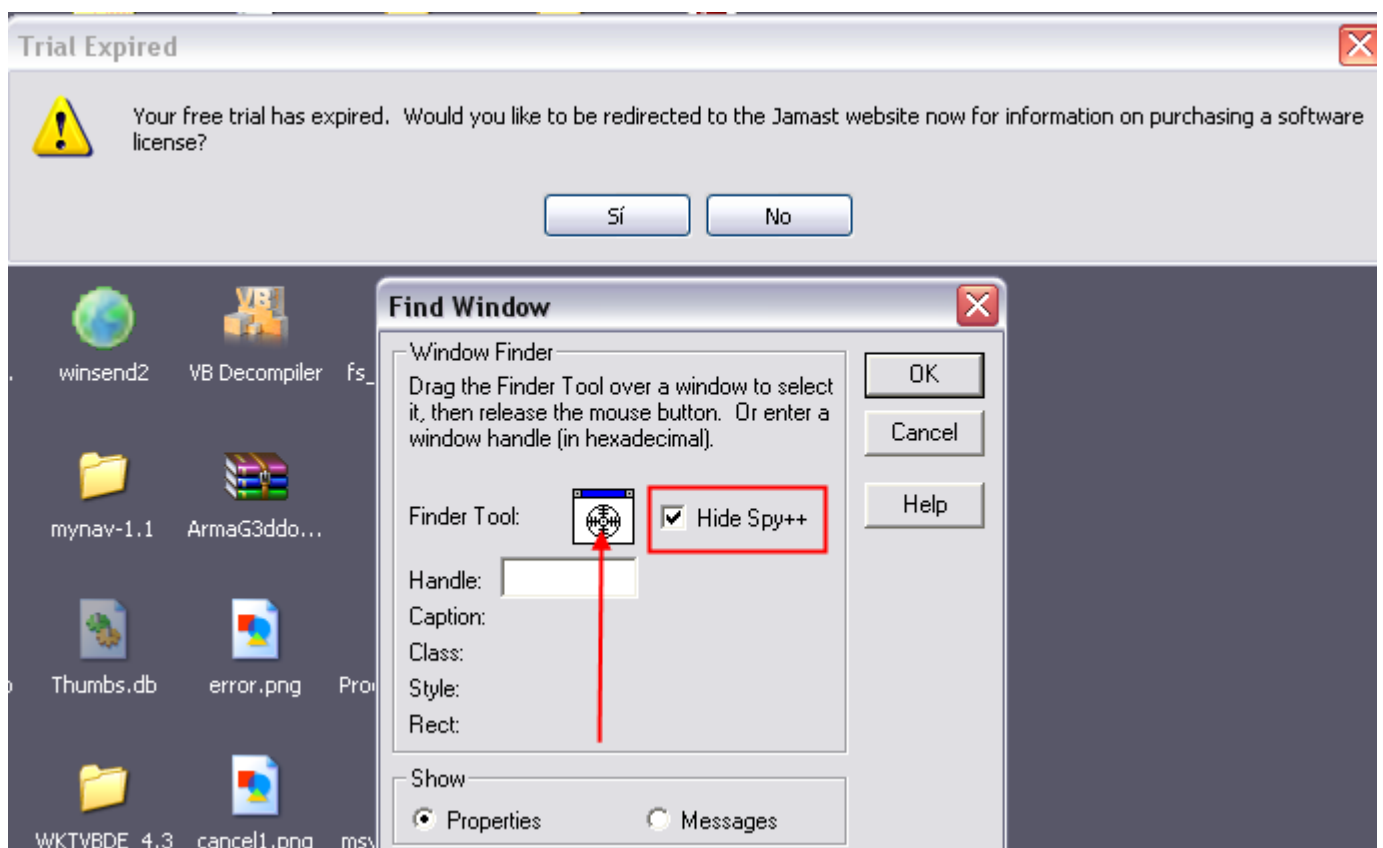 Trial Expired
Your free trial has expired. Would you like to be redirected to the Jamast website now for information on purchasing a software
license?
Sí No
Find Window
Window Finder
Drag the Finder Tool over a window to select
it, then release the mouse button. Or enter a
window handle (in hexadecimal).
OK
Cancel
Help
Finder Tool:
Hide Spy++
Handle:
Caption:
Class:
Style:
Rect:
Show
Properties Messages
winsend2 VB Decompiler fs_
mynav-1.1 ArmaG3ddo...
Thumbs.db error.png Pro
WKTVBDE 4.3 cancel1.png